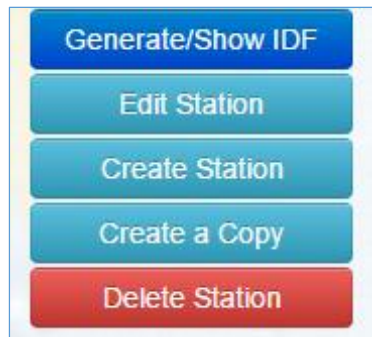 Generate/Show IDF
Edit Station
Create Station
Create a Copy
Delete Station